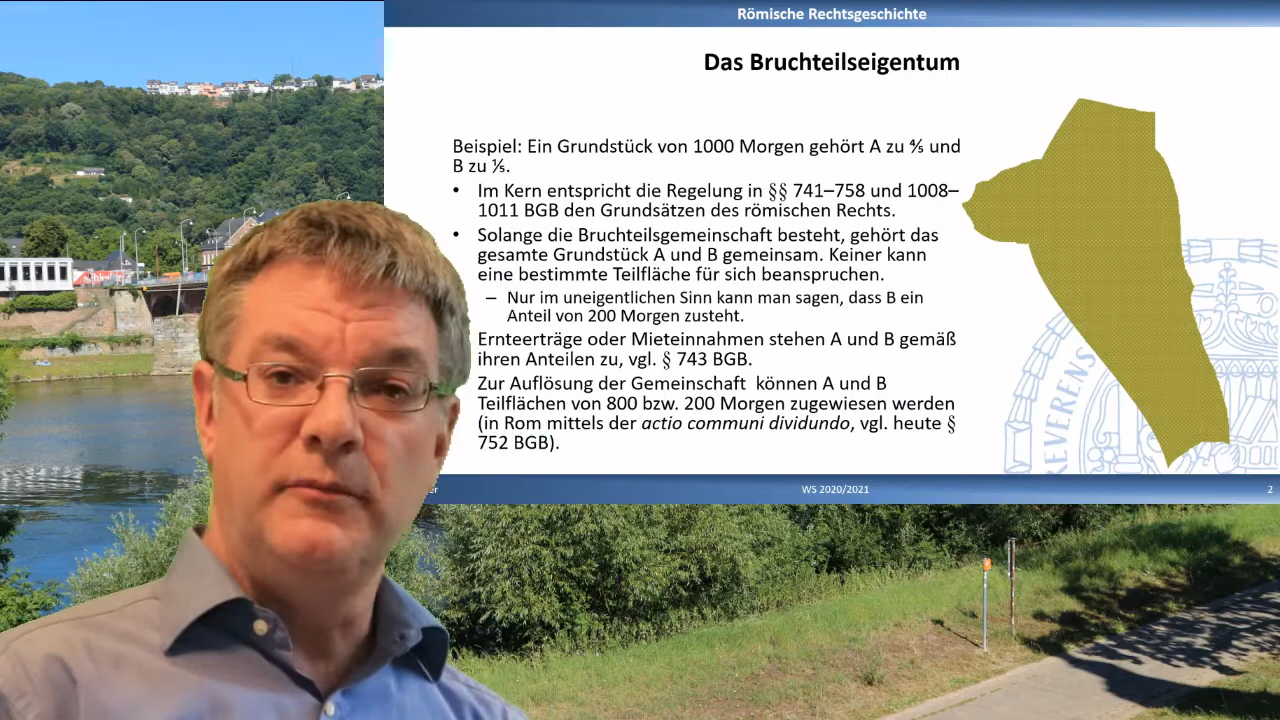 Römische Rechtsgeschichte
Das Bruchteilseigentum
Beispiel: Ein Grundstück von 1000 Morgen gehört A zu ⅘ und
B zu ⅕.
• Im Kern entspricht die Regelung in §§ 741–758 und 1008–
1011 BGB den Grundsätzen des römischen Rechts.
• Solange die Bruchteilsgemeinschaft besteht, gehört das
gesamte Grundstück A und B gemeinsam. Keiner kann
eine bestimmte Teilfläche für sich beanspruchen.
– Nur im uneigentlichen Sinn kann man sagen, dass B ein
Anteil von 200 Morgen zusteht.
Ernteerträge oder Mieteinnahmen stehen A und B gemäß
ihren Anteilen zu, vgl. § 743 BGB.
Zur Auflösung der Gemeinschaft können A und B
Teilflächen von 800 bzw. 200 Morgen zugewiesen werden
(in Rom mittels der actio communi dividundo, vgl. heute §
752 BGB).
REVERENS
WS 2020/2021
2